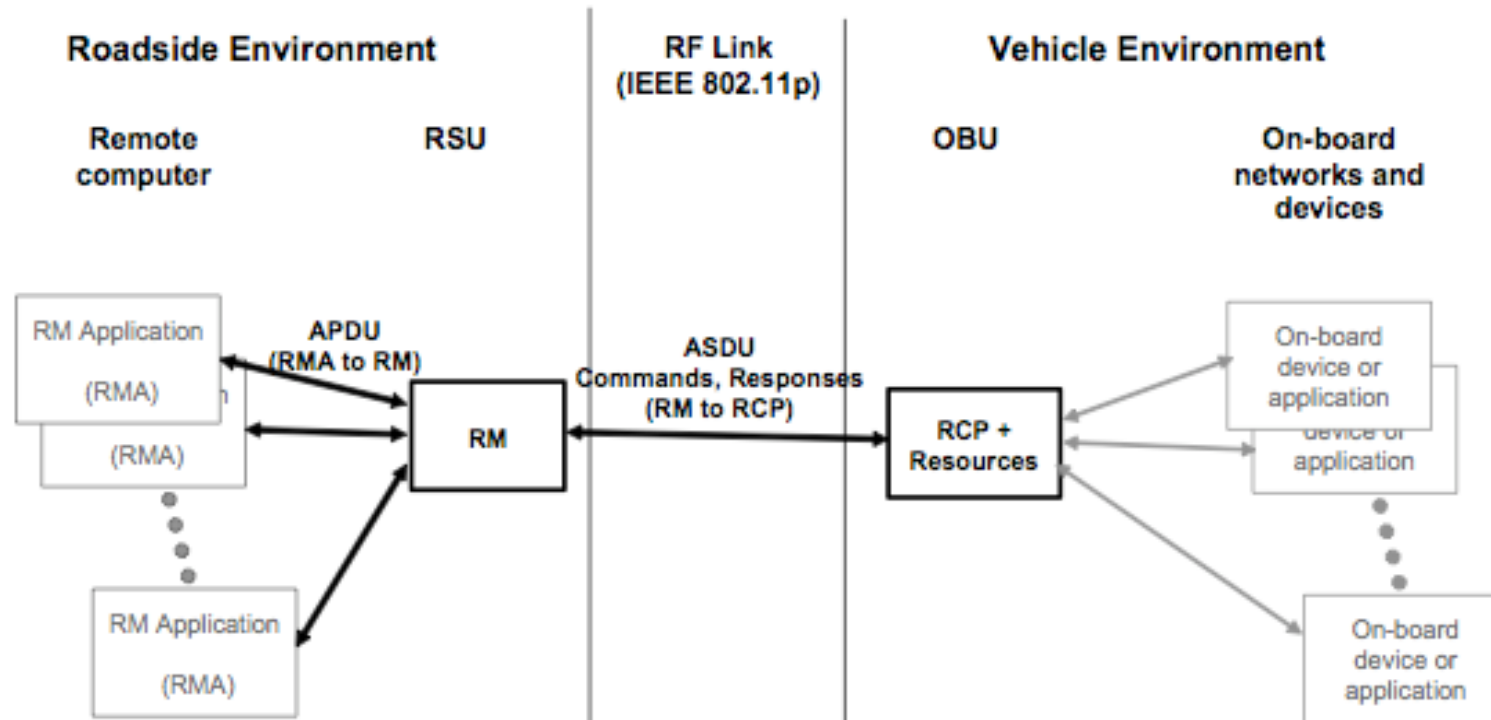 Roadside Environment
RF Link
(IEEE 802.11p)
Vehicle Environment
Remote
computer
RSU
OBU
On-board
networks and
devices
RM Application
(RMA)
(RMA)
RM Application
(RMA)
APDU
(RMA to RM)
RM
ASDU
Commands, Responses
(RM to RCP)
RCP +
Resources
On-board
device or
application
device or
application
On-board
device or
application